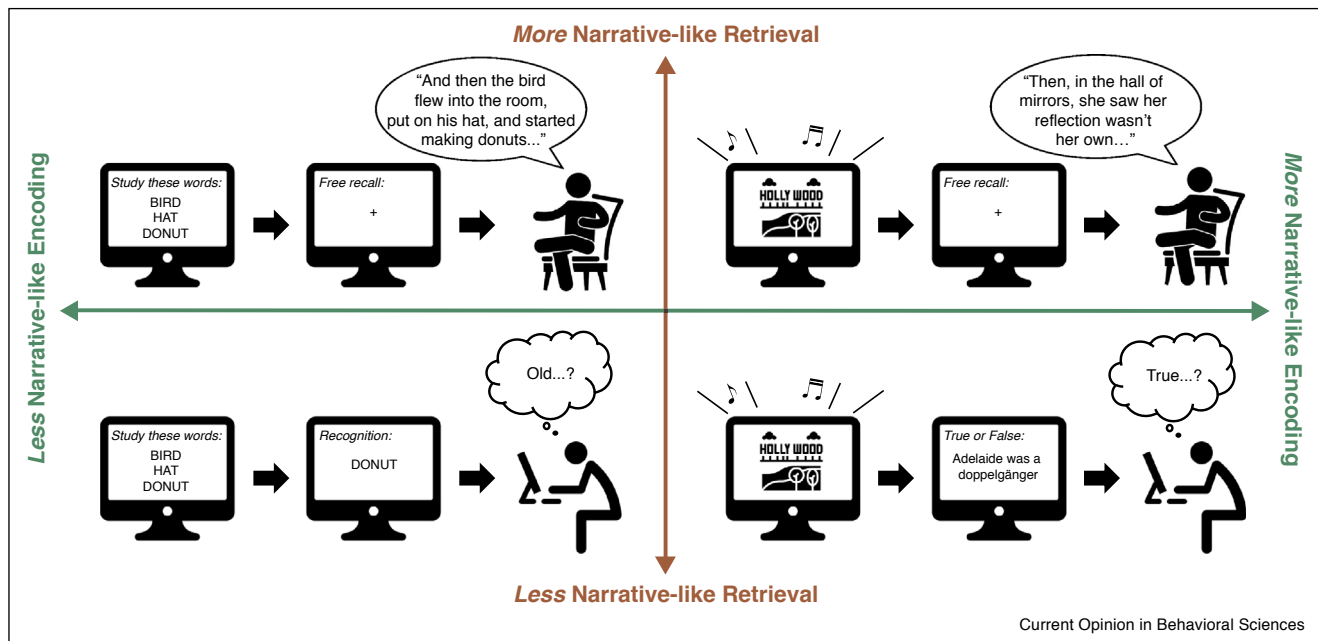 More Narrative-like Retrieval
“And then the bird
flew into the room,
put on his hat, and started
making donuts...”
Study these words:
BIRD
HAT
DONUT
Free recall:
+
“Then, in the hall of
mirrors, she saw her
reflection wasn’t
her own…”
HOLLY WOOD
Free recall:
+
Less Narrative-like Encoding
More Narrative-like Encoding
Old...?
Study these words:
BIRD
HAT
DONUT
Recognition:
DONUT
True...?
HOLLY WOOD
True or False:
Adelaide was a
doppelgänger
Less Narrative-like Retrieval
Current Opinion in Behavioral Sciences